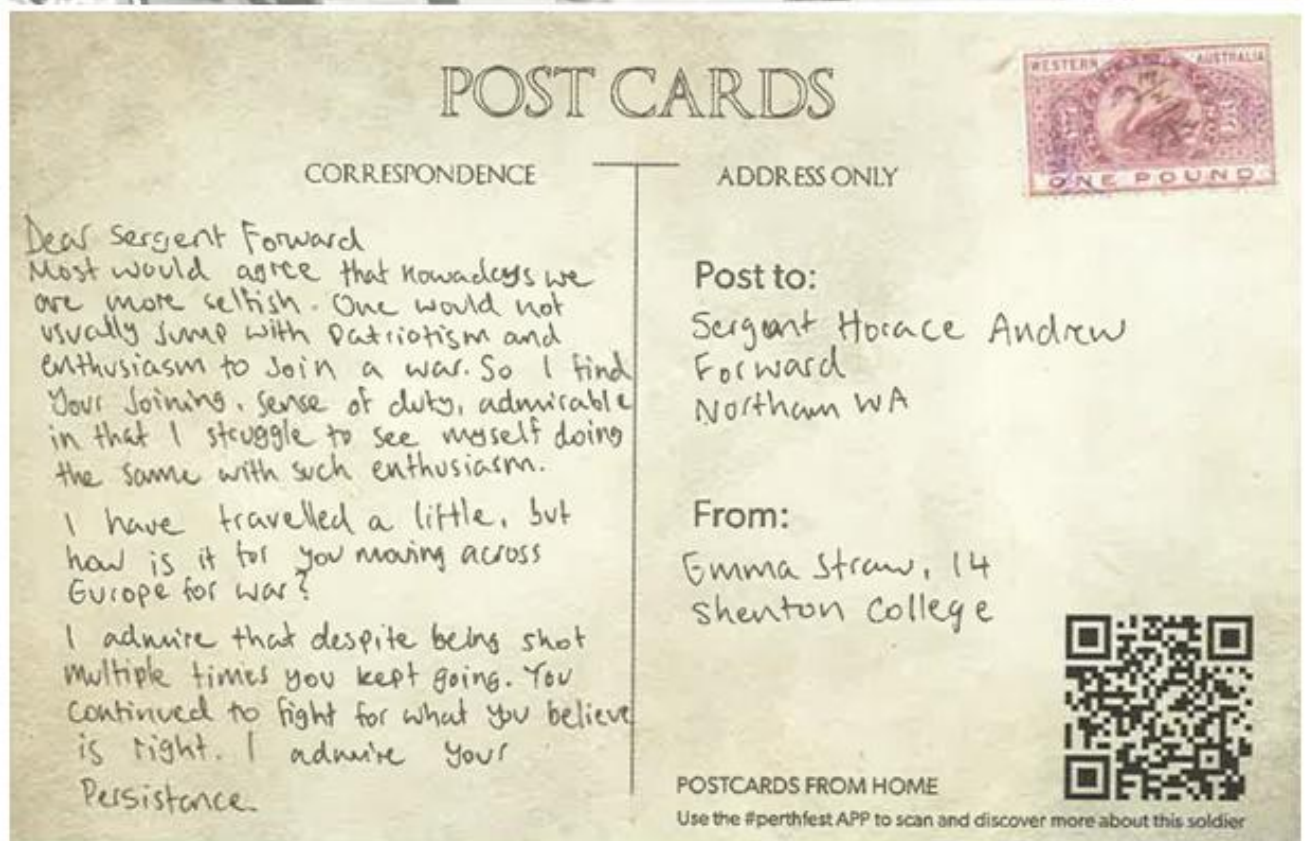 POST CARDS
WESTERN AUSTRALIA
ONE POUND
CORRESPONDENCE
ADDRESS ONLY
Dear Sergent Forward
Most would agree that nowadays we
are more selfish. One would not
usually jump with Patriotism and
enthusiasm to Join a war. So I find
Your Joining, sense of duty, admirable
in that I struggle to see myself doing
the same with such enthusiasm.
I have travelled a little, but
how is it for you moving across
Europe for war?
I admire that despite being shot
multiple times you kept going. You
continued to fight for what you believe
is right. I admire your
Persistance.
Post to:
Sergeant Horace Andrew
Forward
Northam WA
From:
Emma Straw, 14
Shenton College
POSTCARDS FROM HOME
Use the #perthfest APP to scan and discover more about this soldier